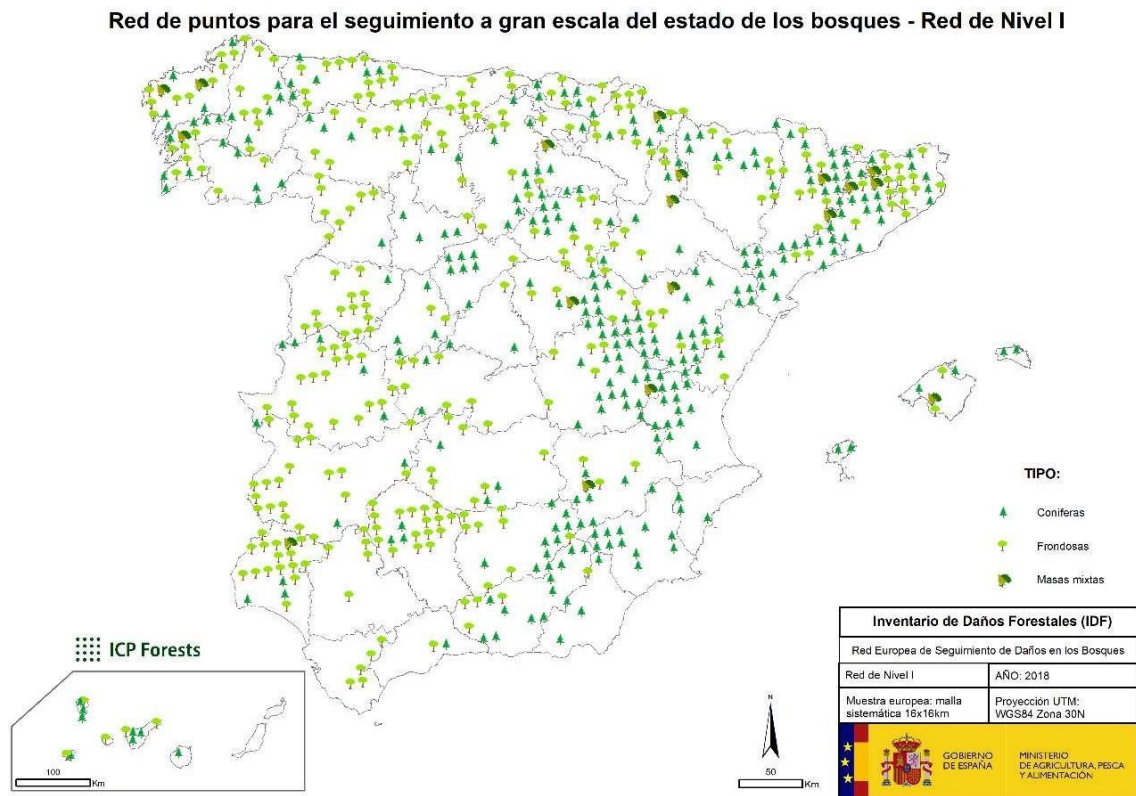 Red de puntos para el seguimiento a gran escala del estado de los bosques - Red de Nivel I
TIPO:
Coníferas
Frondosas
Masas mixtas
ICP Forests
100
Km
N
50
Km
Inventario de Daños Forestales (IDF)
Red Europea de Seguimiento de Daños en los Bosques
Red de Nivel I
AÑO: 2018
Muestra europea: malla
sistemática 16x16km
Proyección UTM:
WGS84 Zona 30N
GOBIERNO
DE ESPAÑA
MINISTERIO
DE AGRICULTURA, PESCA
Y ALIMENTACIÓN